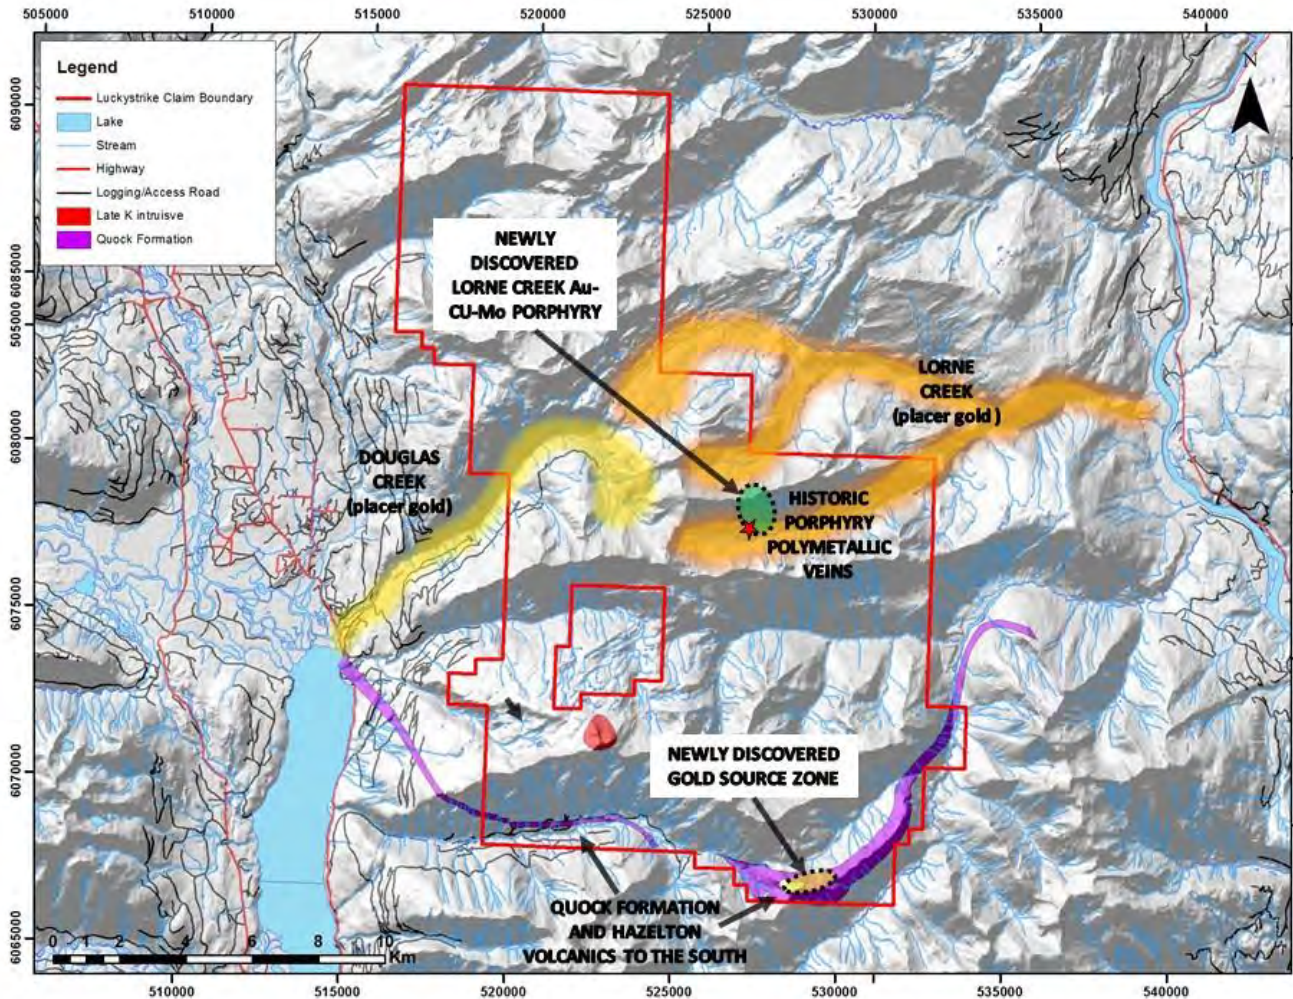 505000 510000 515000 520000 525000 530000 535000 540000
Legend
Luckystrike Claim Boundary
Lake
Stream
Highway
Logging/Access Road
Late K intruisve
Quock Formation
N
6090000
6085000
6050000
6080000
6075000
6070000
6065000
NEWLY
DISCOVERED
LORNE CREEK Au-
CU-Mo PORPHYRY
LORNE
CREEK
(placer gold )
DOUGLAS
CREEK
(placer gold)
HISTORIC
PORPHYRY
POLYMETALLIC
VEINS
NEWLY DISCOVERED
GOLD SOURCE ZONE
QUOCK FORMATION
AND HAZELTON
VOLCANICS TO THE SOUTH
0 1 2 4 6 8 10
Km
510000 515000 520000 525000 530000 535000 540000